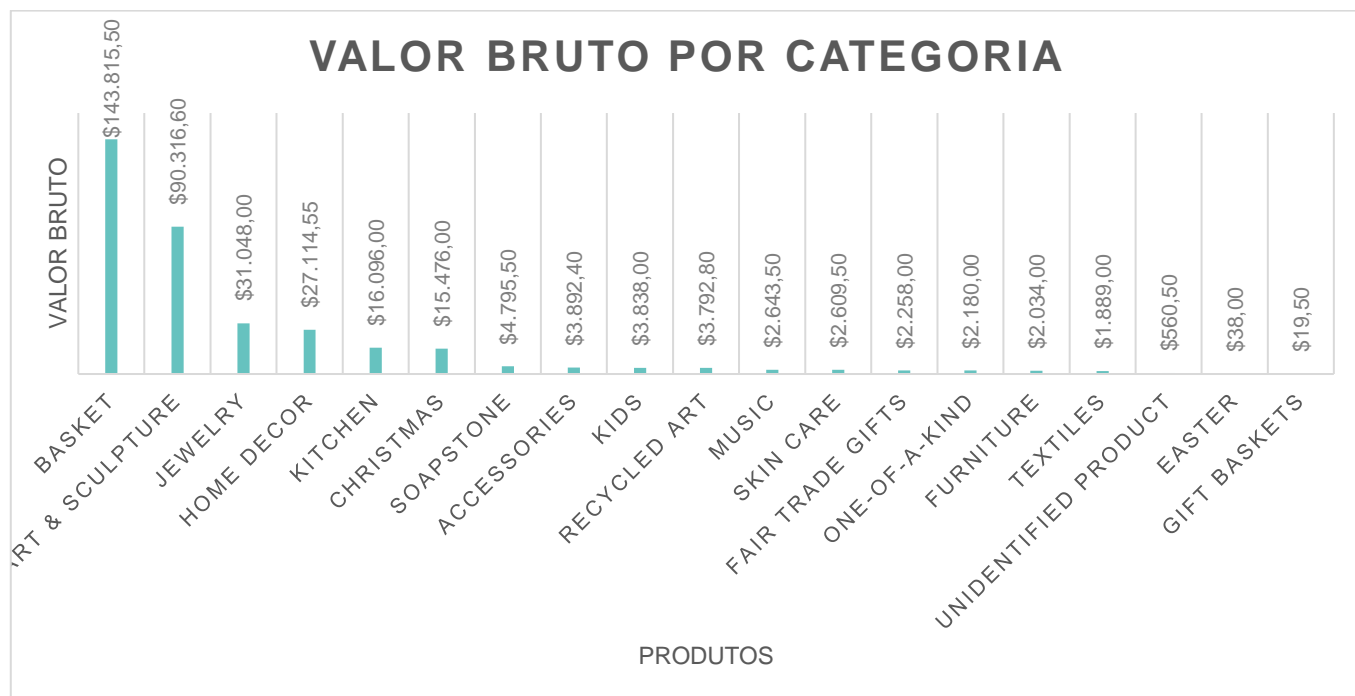 VALOR BRUTO POR CATEGORIA
VALOR BRUTO
$143.815,50
$90.316,60
$31.048,00
$27.114,55
$16.096,00
$15.476,00
$4.795,50
$3.892,40
$3.838,00
$3.792,80
$2.643,50
$2.609,50
$2.258,00
$2.180,00
$2.034,00
$1.889,00
$560,50
$38,00
$19,50
BASKET
ART & SCULPTURE
JEWELRY
HOME DECOR
KITCHEN
CHRISTMAS
SOAPSTONE
ACCESSORIES
KIDS
RECYCLED ART
MUSIC
SKIN CARE
FAIR TRADE GIFTS
ONE-OF-A-KIND
FURNITURE
TEXTILES
UNIDENTIFIED PRODUCT
EASTER
GIFT BASKETS
PRODUTOS